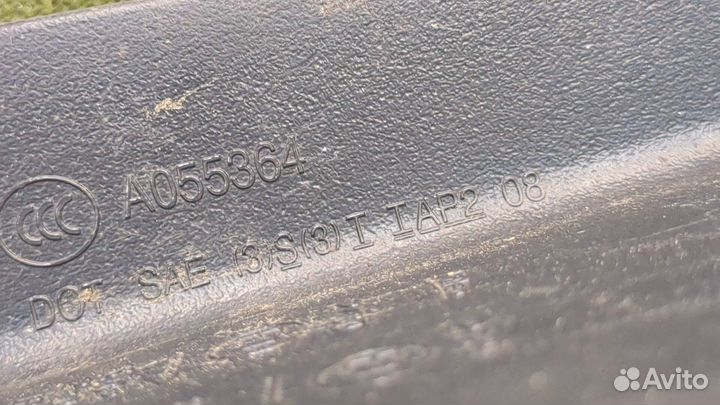 CCC A055364
DOT SAE (3)S(3)T IAP2 08
Avito